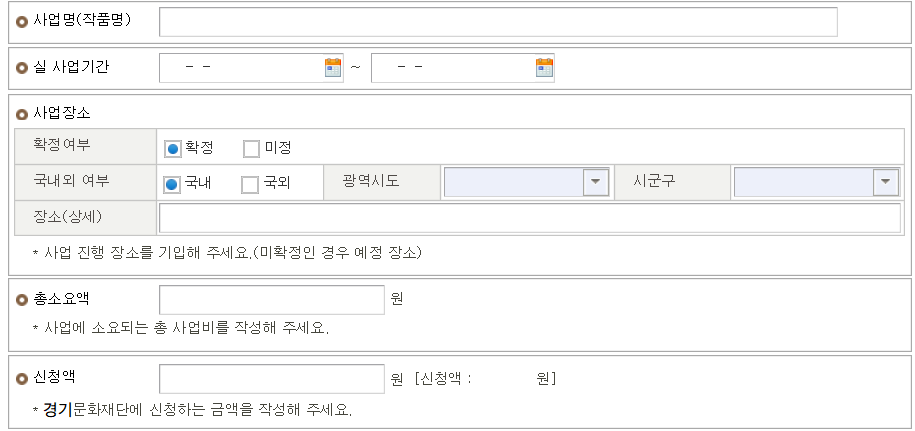 사업명(작품명)
실 사업기간 - - ~ - -
사업장소
확정여부 확정 미정
국내외 여부 국내 국외 광역시도 시군구
장소(상세)
* 사업 진행 장소를 기입해 주세요.(미확정인 경우 예정 장소)
총소요액 원
* 사업에 소요되는 총 사업비를 작성해 주세요.
신청액 원 [신청액 : 원]
* 경기문화재단에 신청하는 금액을 작성해 주세요.